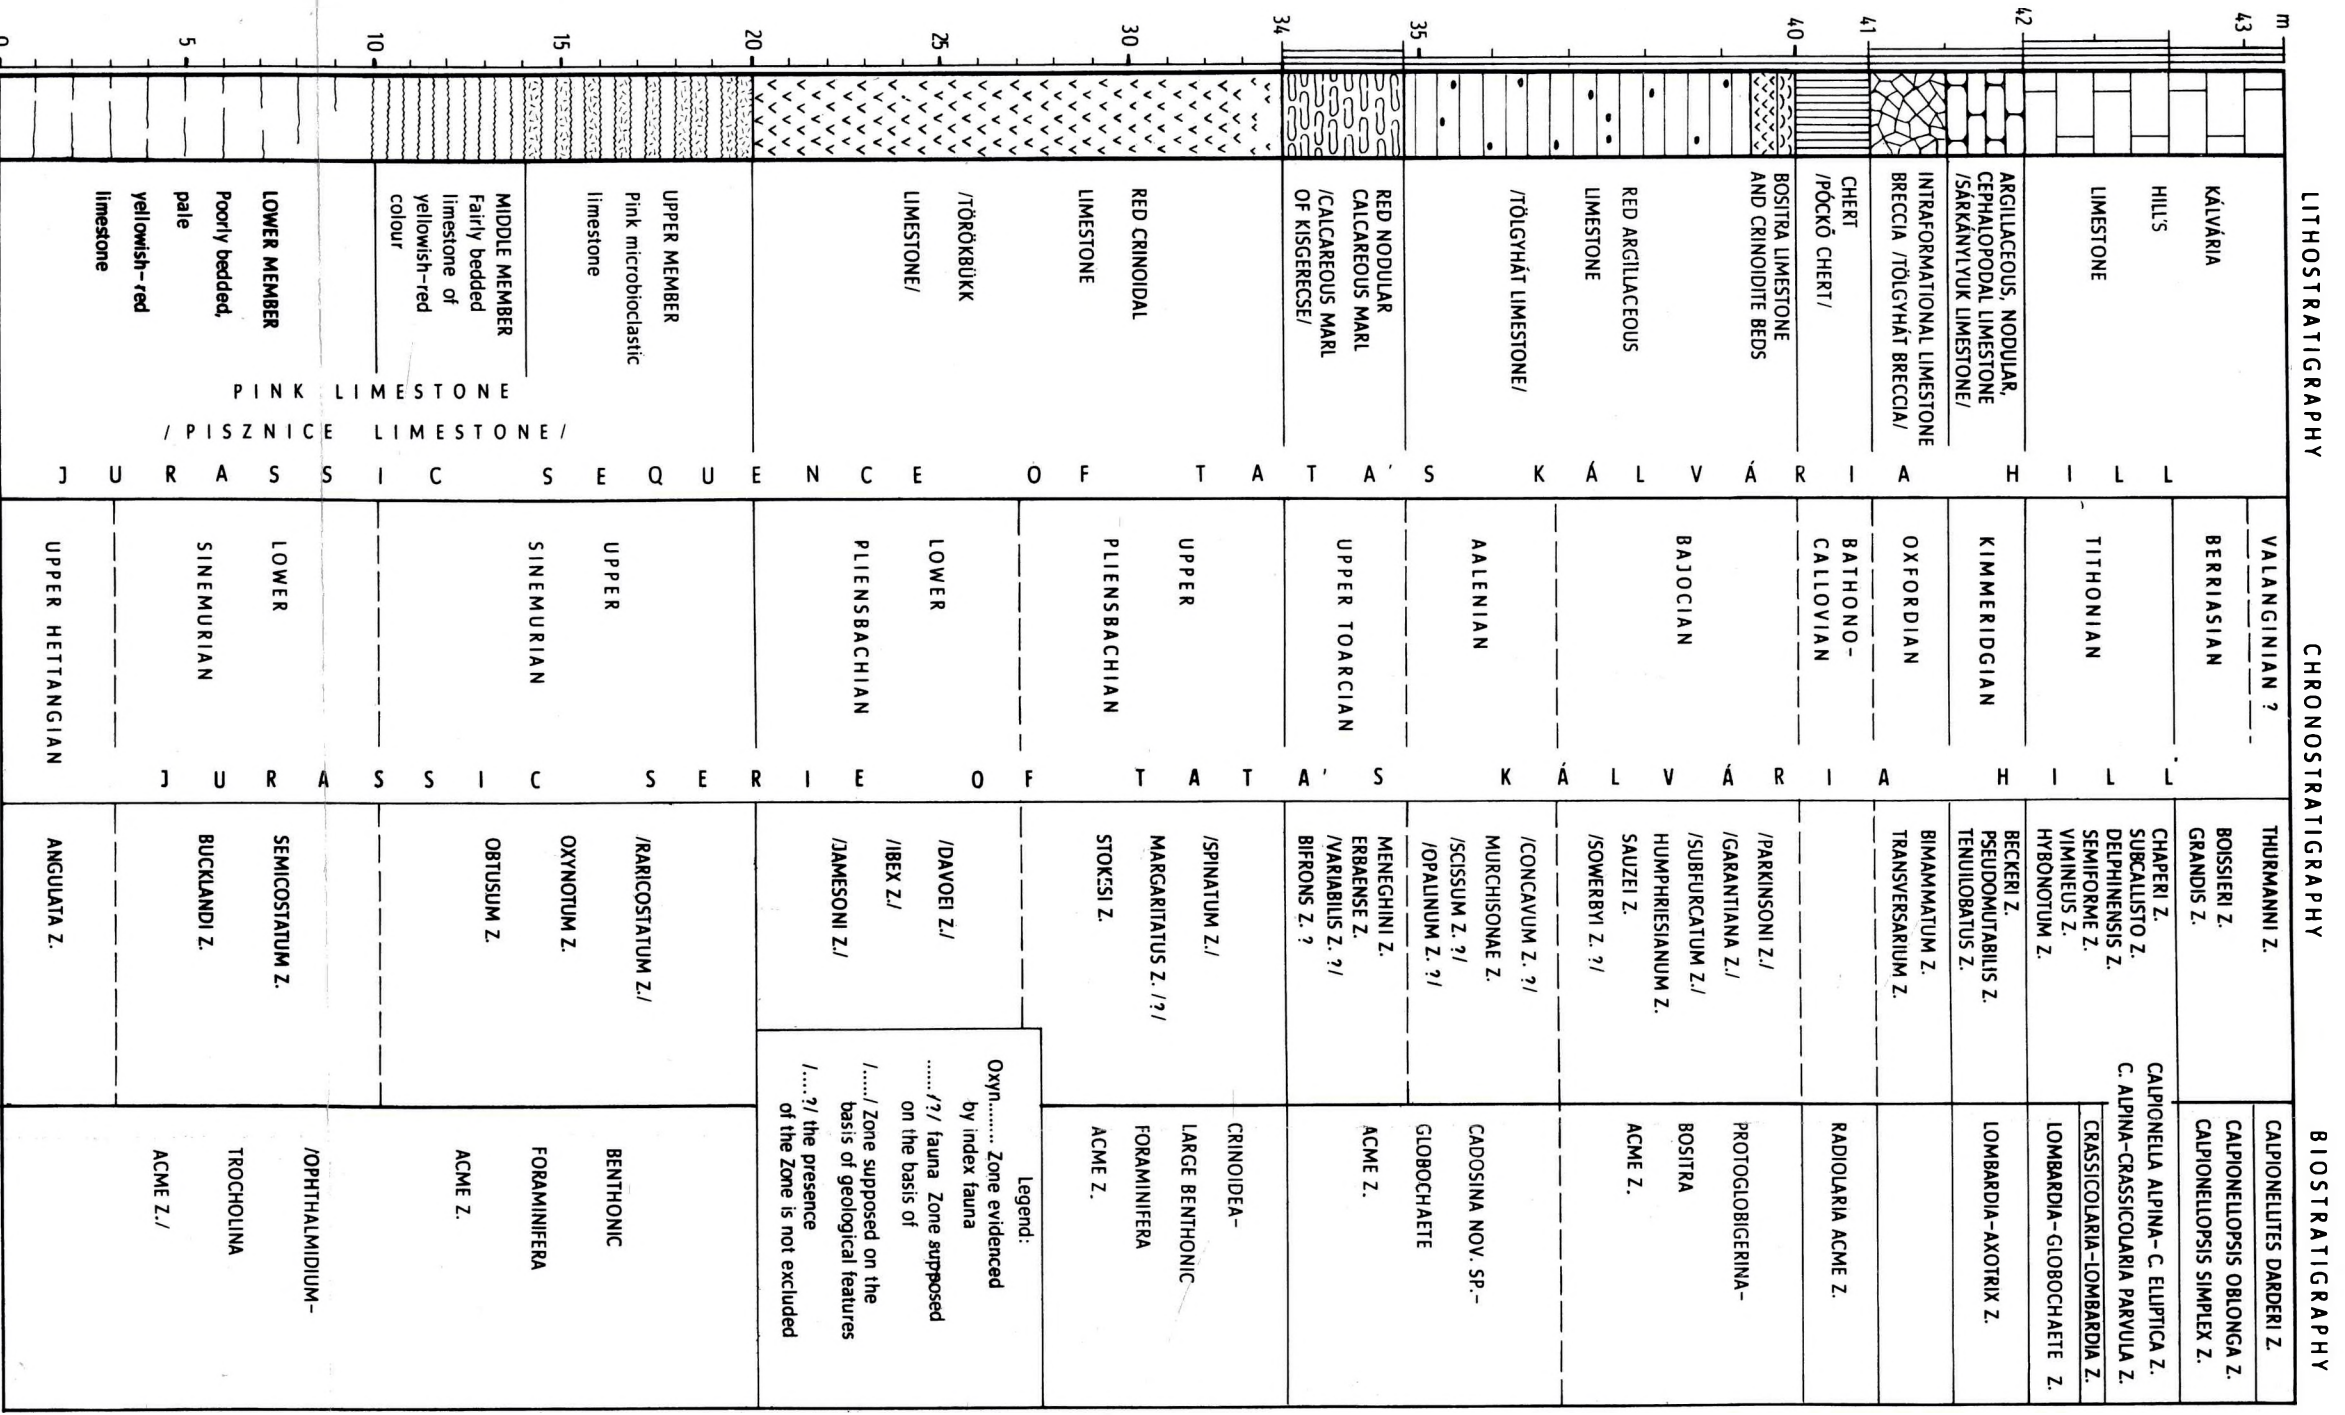 LITHOSTRATIGRAPHY
CHRONOSTRATIGRAPHY
BIOSTRATIGRAPHY
m
43
42
41
40
35
34
30
25
20
15
10
5
0
KÁLVÁRIA
HILL'S
LIMESTONE
ARGILLACEOUS, NODULAR,
CEPHALOPODAL LIMESTONE
/SÁRKÁNYLYUK LIMESTONE/
INTRAFORMATIONAL LIMESTONE
BRECCIA /TÖLGYHÁT BRECCIA/
CHERT
/PÓCKŐ CHERT/
BOSITRA LIMESTONE
AND CRINOIDITE BEDS
RED ARGILLACEOUS
LIMESTONE
/TÖLGYHÁT LIMESTONE/
RED NODULAR
CALCAREOUS MARL
/CALCAREOUS MARL
OF KISGERECSE/
RED CRINOIDAL
LIMESTONE
/TÖRÖKBÜKK
LIMESTONE/
UPPER MEMBER
Pink microbioclastic
limestone
MIDDLE MEMBER
Fairly bedded
limestone of
yellowish-red
colour
LOWER MEMBER
Poorly bedded,
pale
yellowish-red
limestone
PINK LIMESTONE
/PISZNICE LIMESTONE/
JURASSIC SEQUENCE OF TATA'S KÁLVÁRIA HILL
VALANGINIAN ?
BERRIASIAN
TITHONIAN
KIMMERIDGIAN
OXFORDIAN
BATHONO-
CALLOVIAN
BAJOCIAN
AALENIAN
UPPER TOARCIAN
UPPER
PLIENSBACHIAN
LOWER
PLIENSBACHIAN
UPPER
SINEMURIAN
LOWER
SINEMURIAN
UPPER HETTANGIAN
JURASSIC SERIE OF TATA'S KÁLVÁRIA HILL
THURMANNI Z.
BOISSIERI Z.
GRANDIS Z.
CHAPERI Z.
SUBCALLISTO Z.
DELPHINENSIS Z.
SEMIFORME Z.
VIMINEUS Z.
HYBONOTUM Z.
BECKERI Z.
PSEUDOMUTABILIS Z.
TENUILOBATUS Z.
BIMAMMATUM Z.
TRANSVERSARIUM Z.
/PARKINSONI Z./
/GARANTIANA Z./
/SUBFURCATUM Z./
HUMPHRIESIANUM Z.
SAUZEI Z.
/SOWERBYI Z. ?/
/CONCAVUM Z. ?/
MURCHISONAE Z.
/SCISSUM Z. ?/
/OPALINUM Z. ?/
MENEGHINI Z.
ERBAENSE Z.
/VARIABILIS Z. ?/
BIFRONS Z. ?
/SPINATUM Z./
MARGARITATUS Z. /?/
STOKESI Z.
/DAVOEI Z./
/IBEX Z./
/JAMESONI Z./
/RARICOSTATUM Z./
OXYNOTUM Z.
OBTUSUM Z.
SEMICOSTATUM Z.
BUCKLANDI Z.
ANGULATA Z.
CALPIONELLITES DARDERI Z.
CALPIONELLOPSIS OBLONGA Z.
CALPIONELLOPSIS SIMPLEX Z.
CALPIONELLA ALPINA- C. ELLIPTICA Z.
C. ALPINA-CRASSICOLARIA PARVULA Z.
CRASSICOLARIA-LOMBARDIA Z.
LOMBARDIA-GLOBOCHAETE Z.
LOMBARDIA-AXOTRIX Z.
RADIOLARIA ACME Z.
PROTOGLOBIGERINA-
BOSITRA
ACME Z.
CADOSINA NOV. SP.-
GLOBOCHAETE
ACME Z.
CRINOIDEA-
LARGE BENTHONIC
FORAMINIFERA
ACME Z.
Legend:
Oxyn........ Zone evidenced
by index fauna
......./?/ fauna Zone supposed
on the basis of
/...../ Zone supposed on the
basis of geological features
/.....?/ the presence
of the Zone is not excluded
BENTHONIC
FORAMINIFERA
ACME Z.
/OPHTHALMIDIUM-
TROCHOLINA
ACME Z./